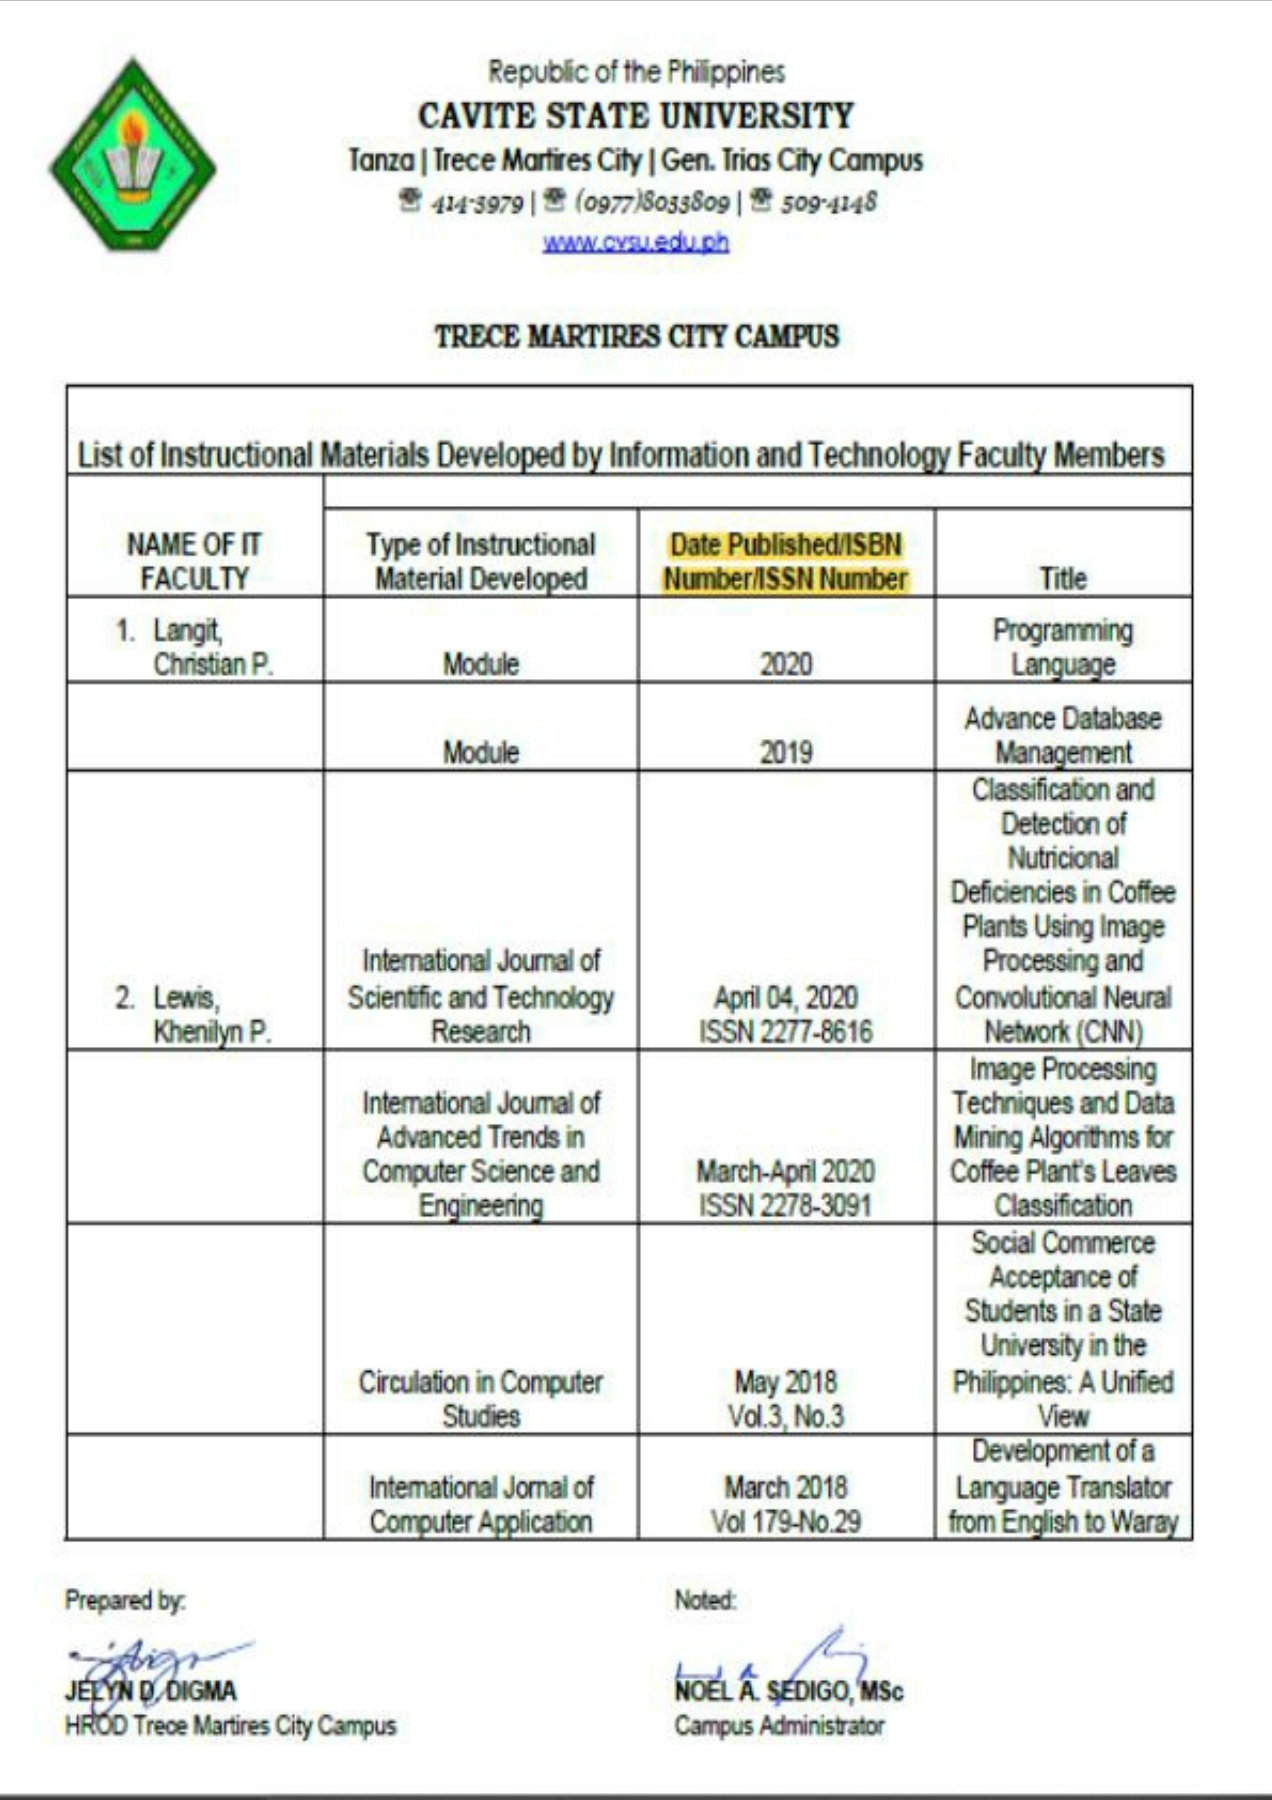 Republic of the Philippines
CAVITE STATE UNIVERSITY
Tanza | Trece Martires City | Gen. Trias City Campus
☏ 414-3979 | ☏ (0977)8033809 | ☏ 509-4148
www.cvsu.edu.ph
TRECE MARTIRES CITY CAMPUS
List of Instructional Materials Developed by Information and Technology Faculty Members
NAME OF IT
FACULTY
Type of Instructional
Material Developed
Date Published/ISBN
Number/ISSN Number
Title
1. Langit,
Christian P.
Module
2020
Programming
Language
Module
2019
Advance Database
Management
2. Lewis,
Khenilyn P.
International Journal of
Scientific and Technology
Research
April 04, 2020
ISSN 2277-8616
Classification and
Detection of
Nutricional
Deficiencies in Coffee
Plants Using Image
Processing and
Convolutional Neural
Network (CNN)
International Journal of
Advanced Trends in
Computer Science and
Engineering
March-April 2020
ISSN 2278-3091
Image Processing
Techniques and Data
Mining Algorithms for
Coffee Plant's Leaves
Classification
Circulation in Computer
Studies
May 2018
Vol.3, No.3
Social Commerce
Acceptance of
Students in a State
University in the
Philippines: A Unified
View
International Jornal of
Computer Application
March 2018
Vol 179-No.29
Development of a
Language Translator
from English to Waray
Prepared by:
JELYN D. DIGMA
HROD Trece Martires City Campus
Noted:
NOEL A. SEDIGO, MSc
Campus Administrator